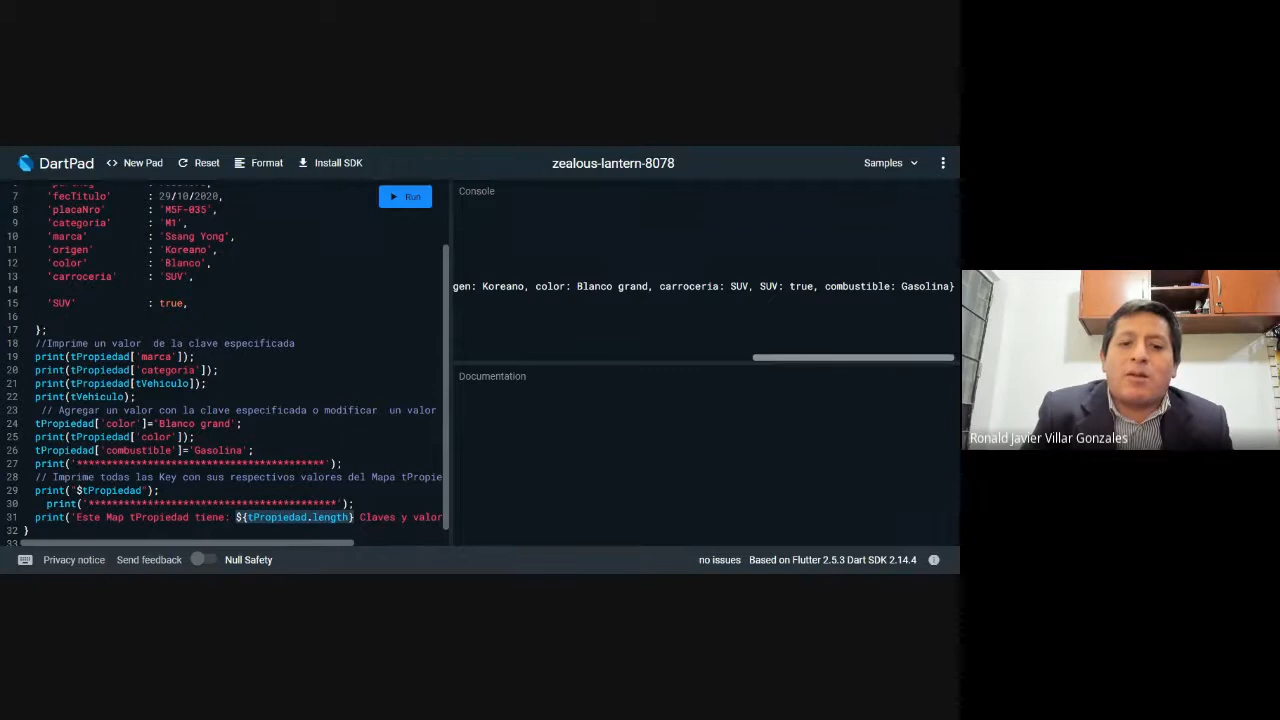 DartPad
New Pad
Reset
Format
Install SDK
zealous-lantern-8078
Samples
7 'fecTitulo' : 29/10/2020,
8 'placaNro' : 'M5F-035',
9 'categoria' : 'M1',
10 'marca' : 'Ssang Yong',
11 'origen' : 'Koreano',
12 'color' : 'Blanco',
13 'carroceria' : 'SUV',
14
15 'SUV' : true,
16
17 };
18 //Imprime un valor de la clave especificada
19 print(tPropiedad['marca']);
20 print(tPropiedad['categoria']);
21 print(tPropiedad[tVehiculo]);
22 print(tVehiculo);
23 // Agregar un valor con la clave especificada o modificar un valor
24 tPropiedad['color']='Blanco grand';
25 print(tPropiedad['color']);
26 tPropiedad['combustible']='Gasolina';
27 print('******************************************');
28 // Imprime todas las Key con sus respectivos valores del Mapa tPropie
29 print("$tPropiedad");
30 print('******************************************');
31 print('Este Map tPropiedad tiene: ${tPropiedad.length} Claves y valor
32 }
33
Run
Console
gen: Koreano, color: Blanco grand, carroceria: SUV, SUV: true, combustible: Gasolina}
Documentation
Privacy notice
Send feedback
Null Safety
no issues
Based on Flutter 2.5.3 Dart SDK 2.14.4
Ronald Javier Villar Gonzales